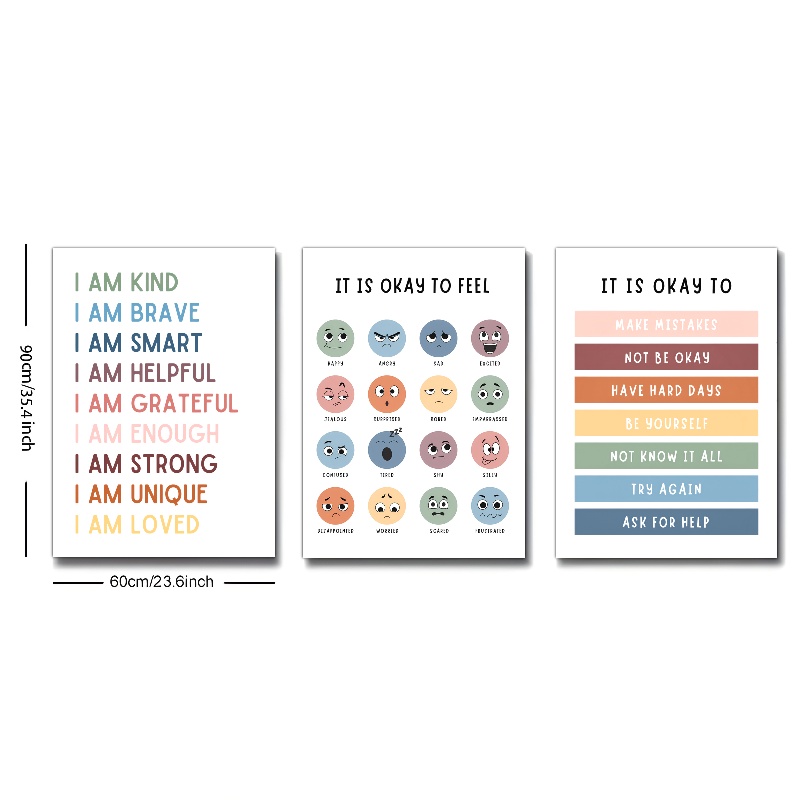 90cm/35.4 inch
I AM KIND
I AM BRAVE
I AM SMART
I AM HELPFUL
I AM GRATEFUL
I AM ENOUGH
I AM STRONG
I AM UNIQUE
I AM LOVED
60cm/23.6inch
IT IS OKAY TO FEEL
HAPPY ANGRY SAD EXCITED
JEALOUS SURPRISED BORED EMBARRASSED
zzz
CONFUSED TIRED SHY SILLY
DISAPPOINTED WORRIED SCARED FRUSTRATED
IT IS OKAY TO
MAKE MISTAKES
NOT BE OKAY
HAVE HARD DAYS
BE YOURSELF
NOT KNOW IT ALL
TRY AGAIN
ASK FOR HELP